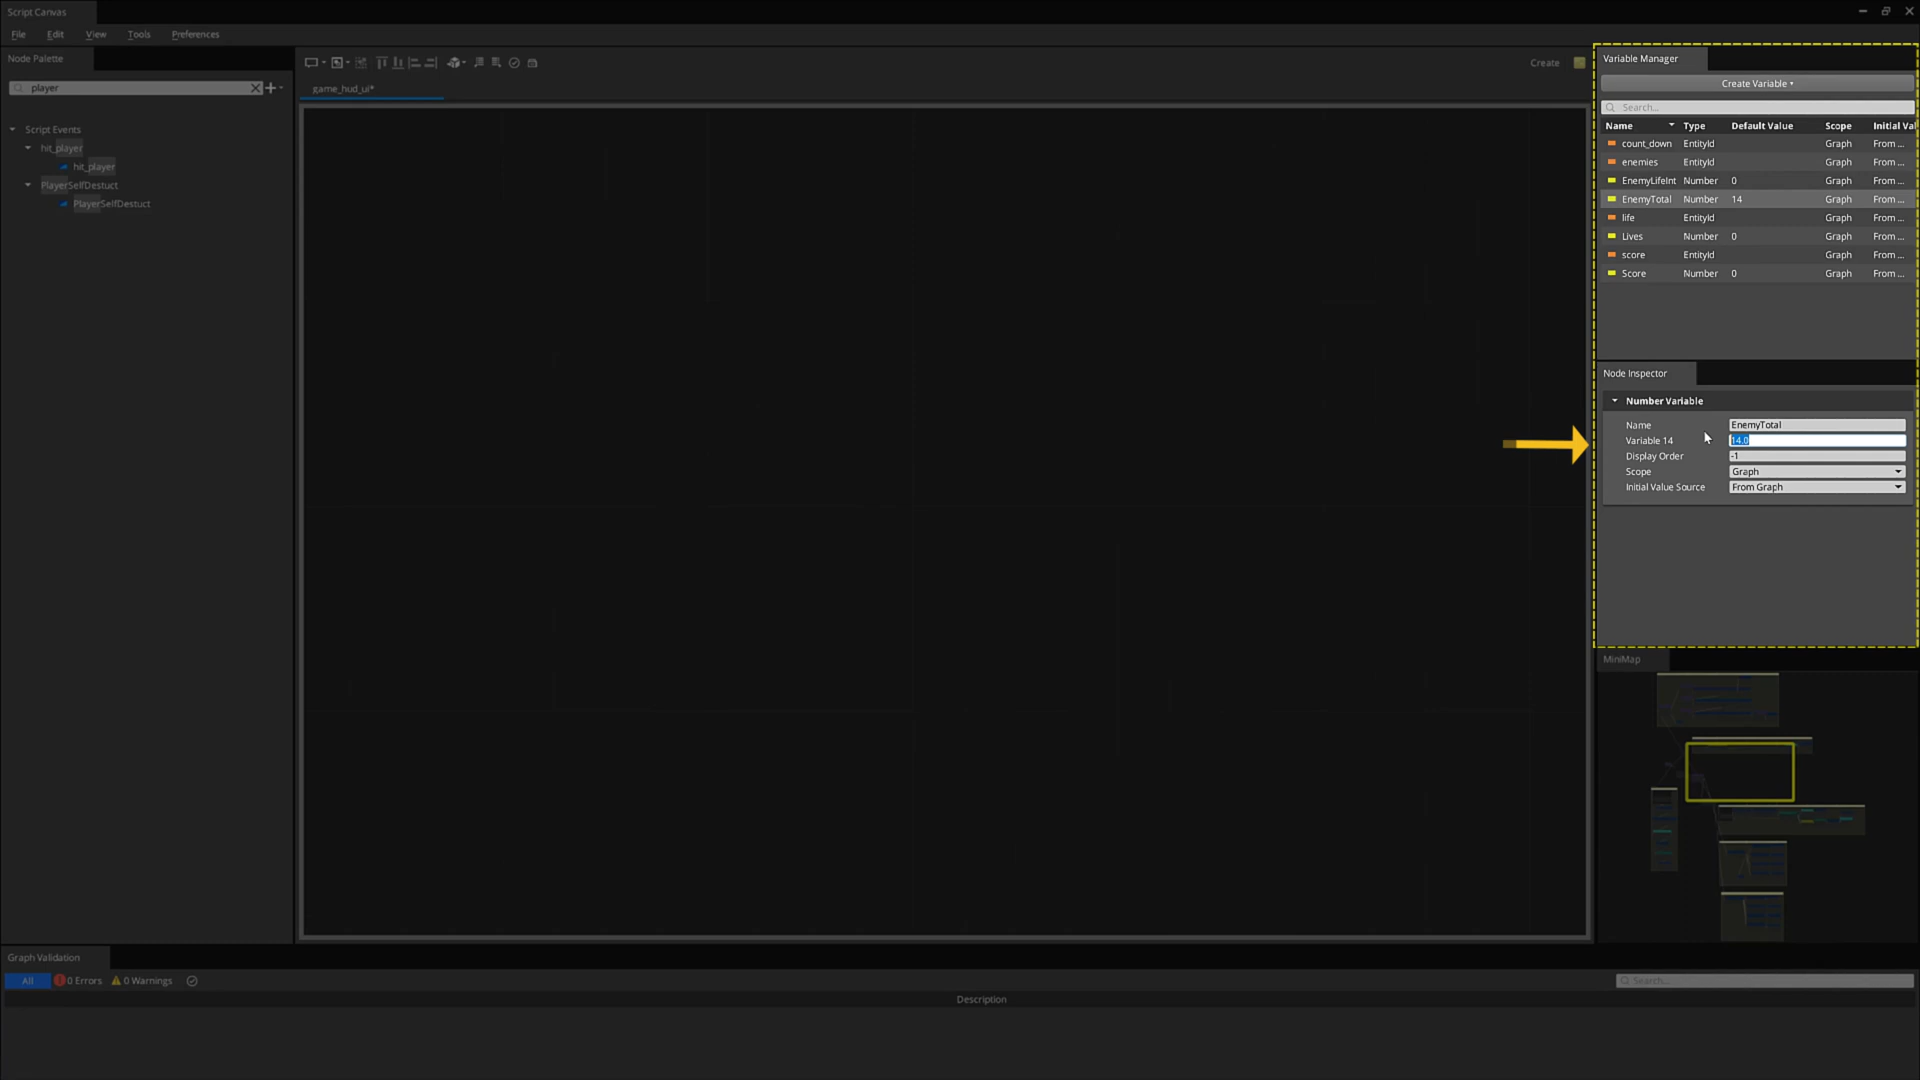 Script Canvas
File Edit View Tools Preferences
Node Palette
player
Script Events
hit_player
hit_player
PlayerSelfDestuct
PlayerSelfDestuct
game_hud_ui*
Create
Variable Manager
Create Variable
Search...
Name Type Default Value Scope Initial Val
count_down EntityId Graph From ...
enemies EntityId Graph From ...
EnemyLifeInt Number 0 Graph From ...
EnemyTotal Number 14 Graph From ...
life EntityId Graph From ...
Lives Number 0 Graph From ...
score EntityId Graph From ...
Score Number 0 Graph From ...
Node Inspector
Number Variable
Name EnemyTotal
Variable 14 14.0
Display Order -1
Scope Graph
Initial Value Source From Graph
MiniMap
Graph Validation
All 0 Errors 0 Warnings
Search...
Description